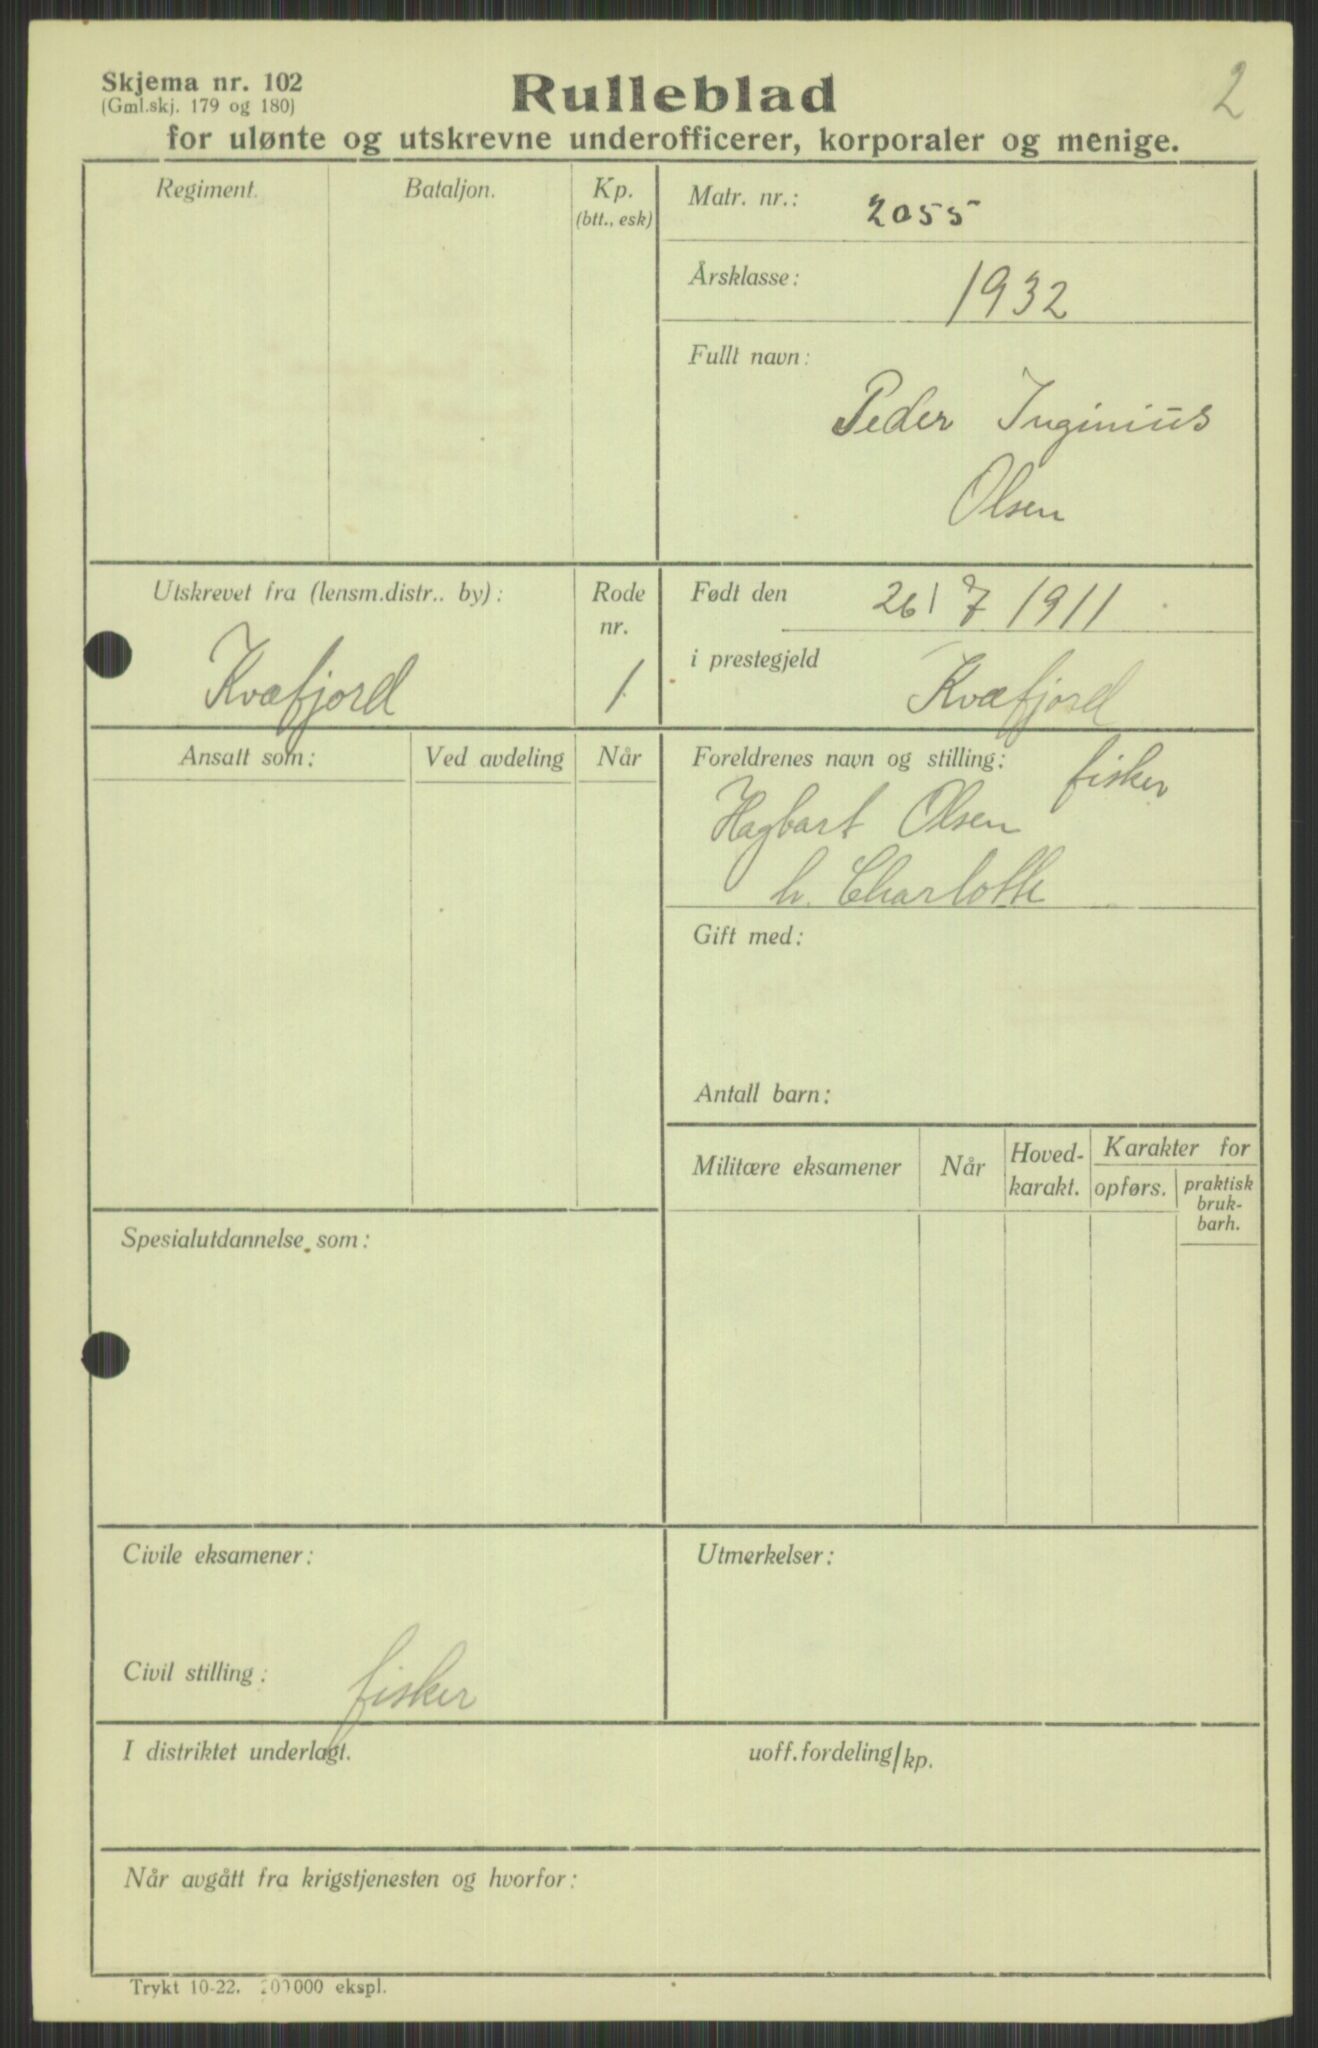 2
Skjema nr. 102
(Gml.skj. 179 og 180)
Rulleblad
for ulønte og utskrevne underofficerer, korporaler og menige.
Regiment.
Bataljon.
Kp.
(btt., esk)
Matr. nr.: 2055
Årsklasse: 1932
Fullt navn:
Peder Inginius
Olsen
Utskrevet fra (lensm.distr.. by):
Kvæfjord
Rode
nr.
1
Født den 26/7 1911
i prestegjeld Kvæfjord
Ansatt som:
Ved avdeling
Når
Foreldrenes navn og stilling: fisker
Hagbart Olsen
h. Charlotte
Gift med:
Antall barn:
Militære eksamener
Når
Hoved-
karakt.
Karakter for
opførs.
praktisk
bruk-
barh.
Spesialutdannelse som:
Civile eksamener:
Utmerkelser:
Civil stilling: fisker
I distriktet underlagt.
uoff.fordeling/kp.
Når avgått fra krigstjenesten og hvorfor:
Trykt 10-22. 200000 ekspl.